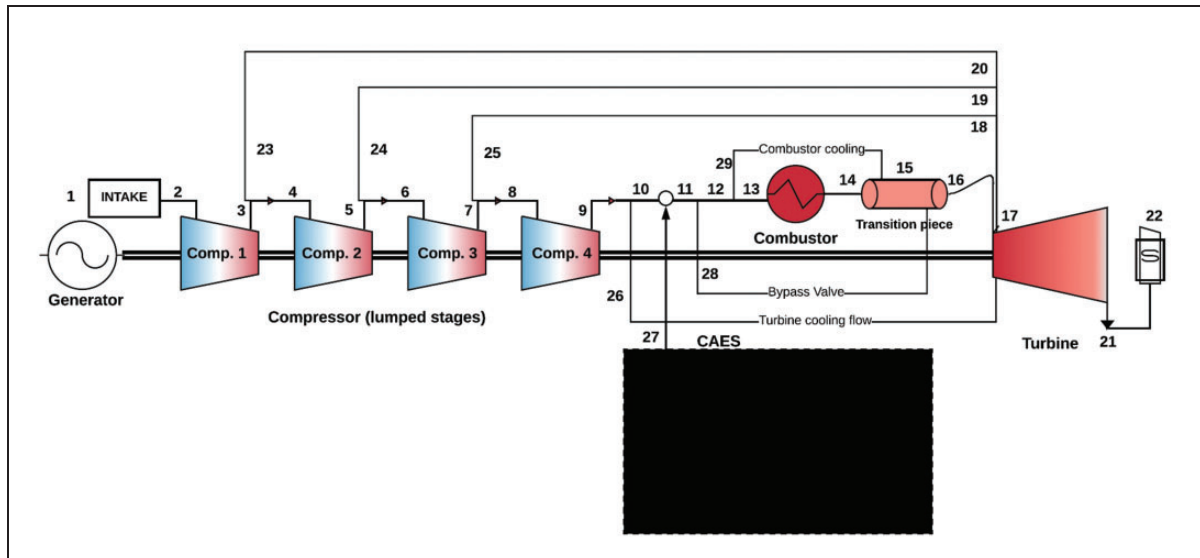 20
19
18
23
24
25
Combustor cooling
29
15
1
INTAKE
2
3
4
5
6
7
8
9
10
11
12
13
14
16
Transition piece
17
22
Combustor
Comp. 1
Comp. 2
Comp. 3
Comp. 4
S
Generator
28
Bypass Valve
26
Compressor (lumped stages)
Turbine cooling flow
27
CAES
Turbine
21